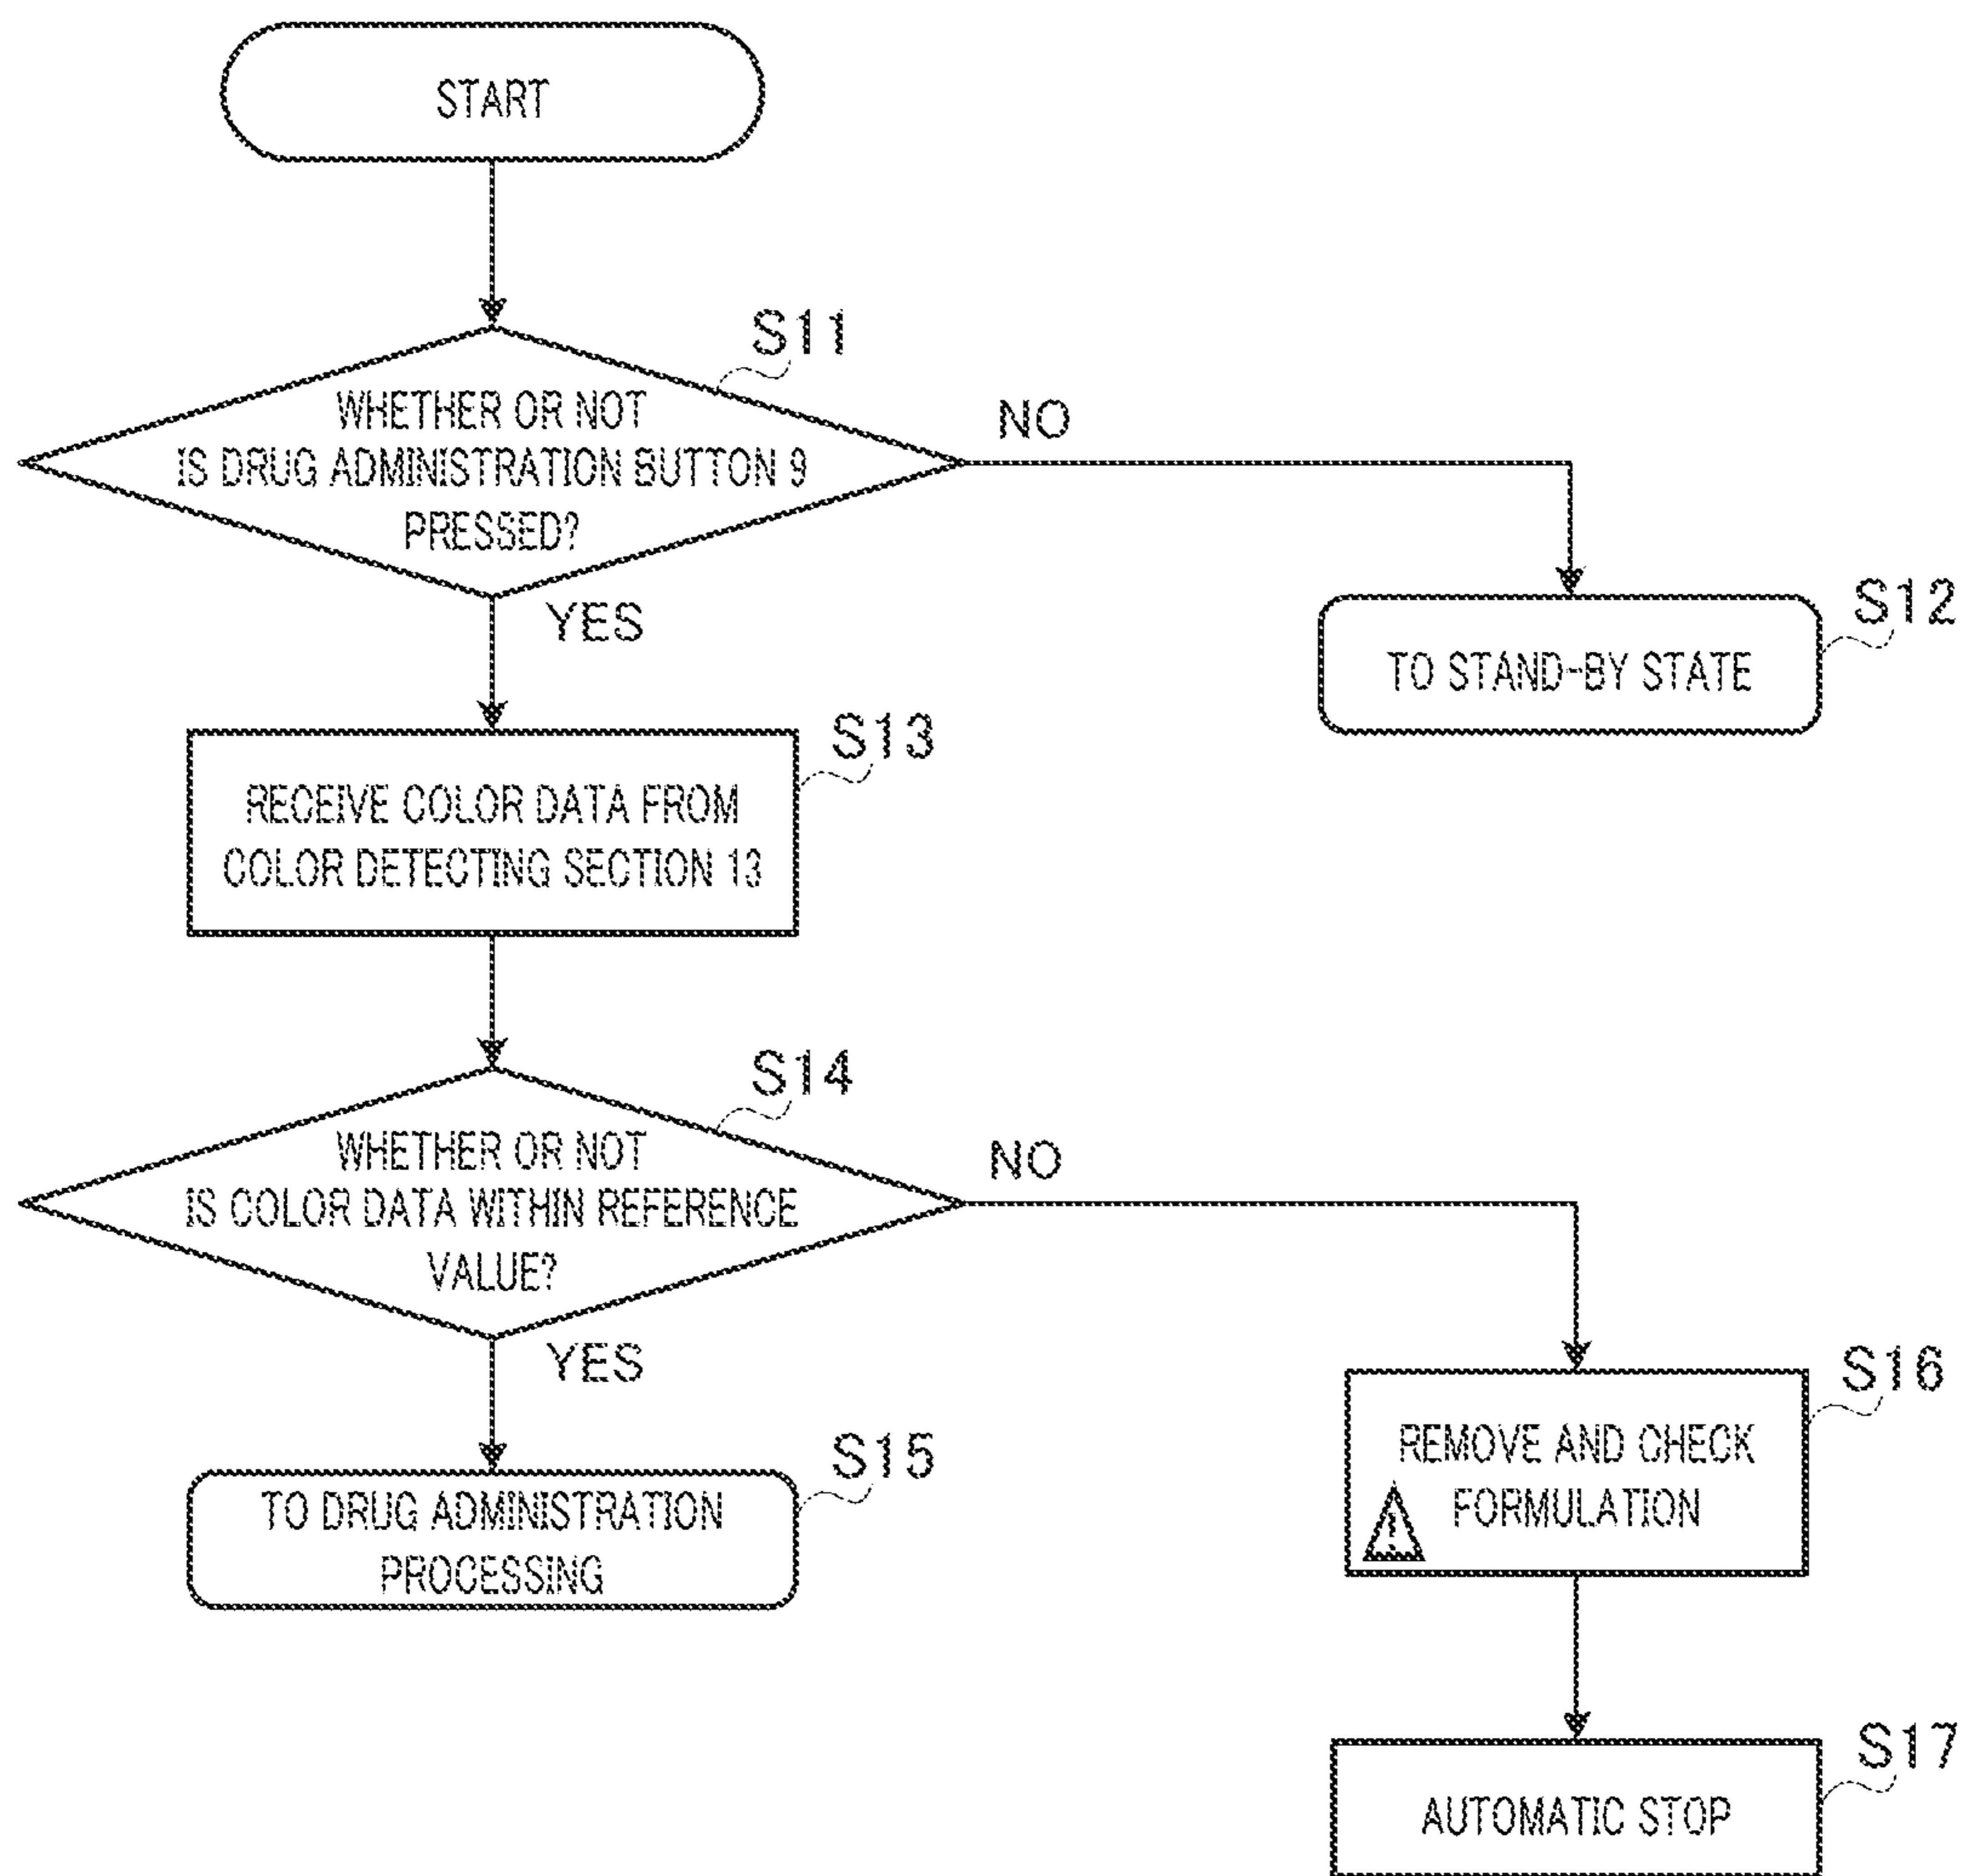 START
S11
WHETHER OR NOT
IS DRUG ADMINISTRATION BUTTON 9
PRESSED?
NO
YES
S12
TO STAND-BY STATE
S13
RECEIVE COLOR DATA FROM
COLOR DETECTING SECTION 13
S14
WHETHER OR NOT
IS COLOR DATA WITHIN REFERENCE
VALUE?
NO
YES
S15
TO DRUG ADMINISTRATION
PROCESSING
S16
REMOVE AND CHECK
FORMULATION
!
S17
AUTOMATIC STOP